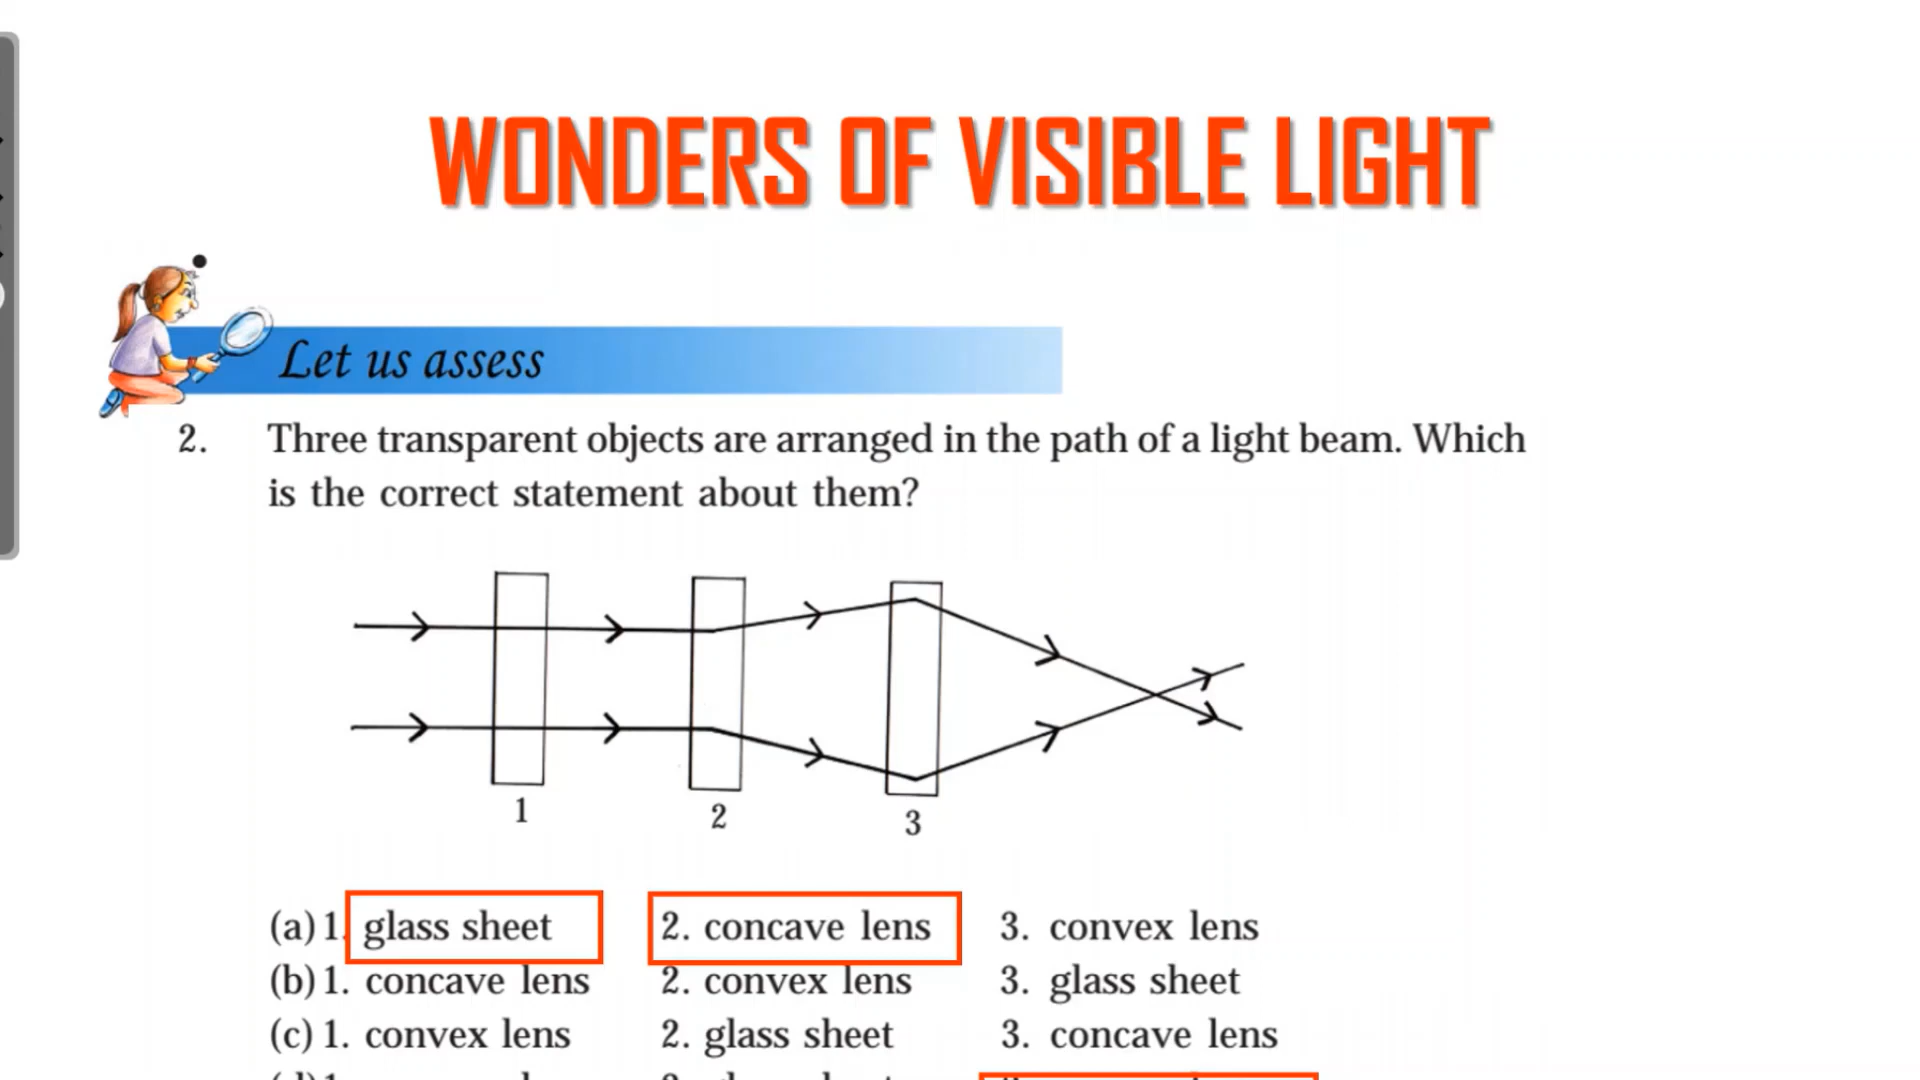 WONDERS OF VISIBLE LIGHT
Let us assess
2. Three transparent objects are arranged in the path of a light beam. Which
is the correct statement about them?
1
2
3
(a) 1. glass sheet 2. concave lens 3. convex lens
(b) 1. concave lens 2. convex lens 3. glass sheet
(c) 1. convex lens 2. glass sheet 3. concave lens